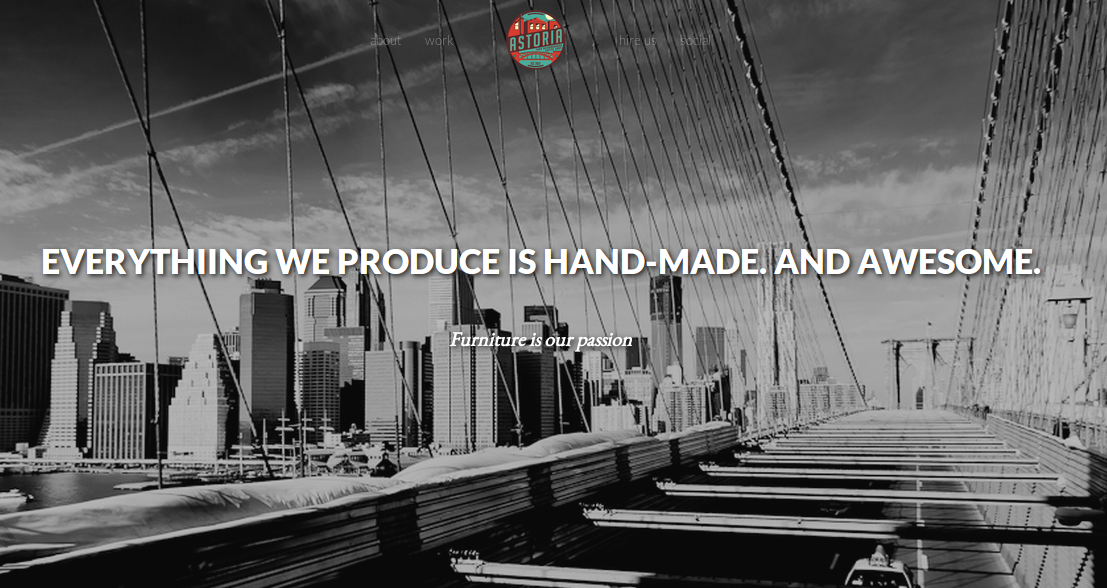 about work ASTORIA hire us social
EVERYTHIING WE PRODUCE IS HAND-MADE. AND AWESOME.
Furniture is our passion